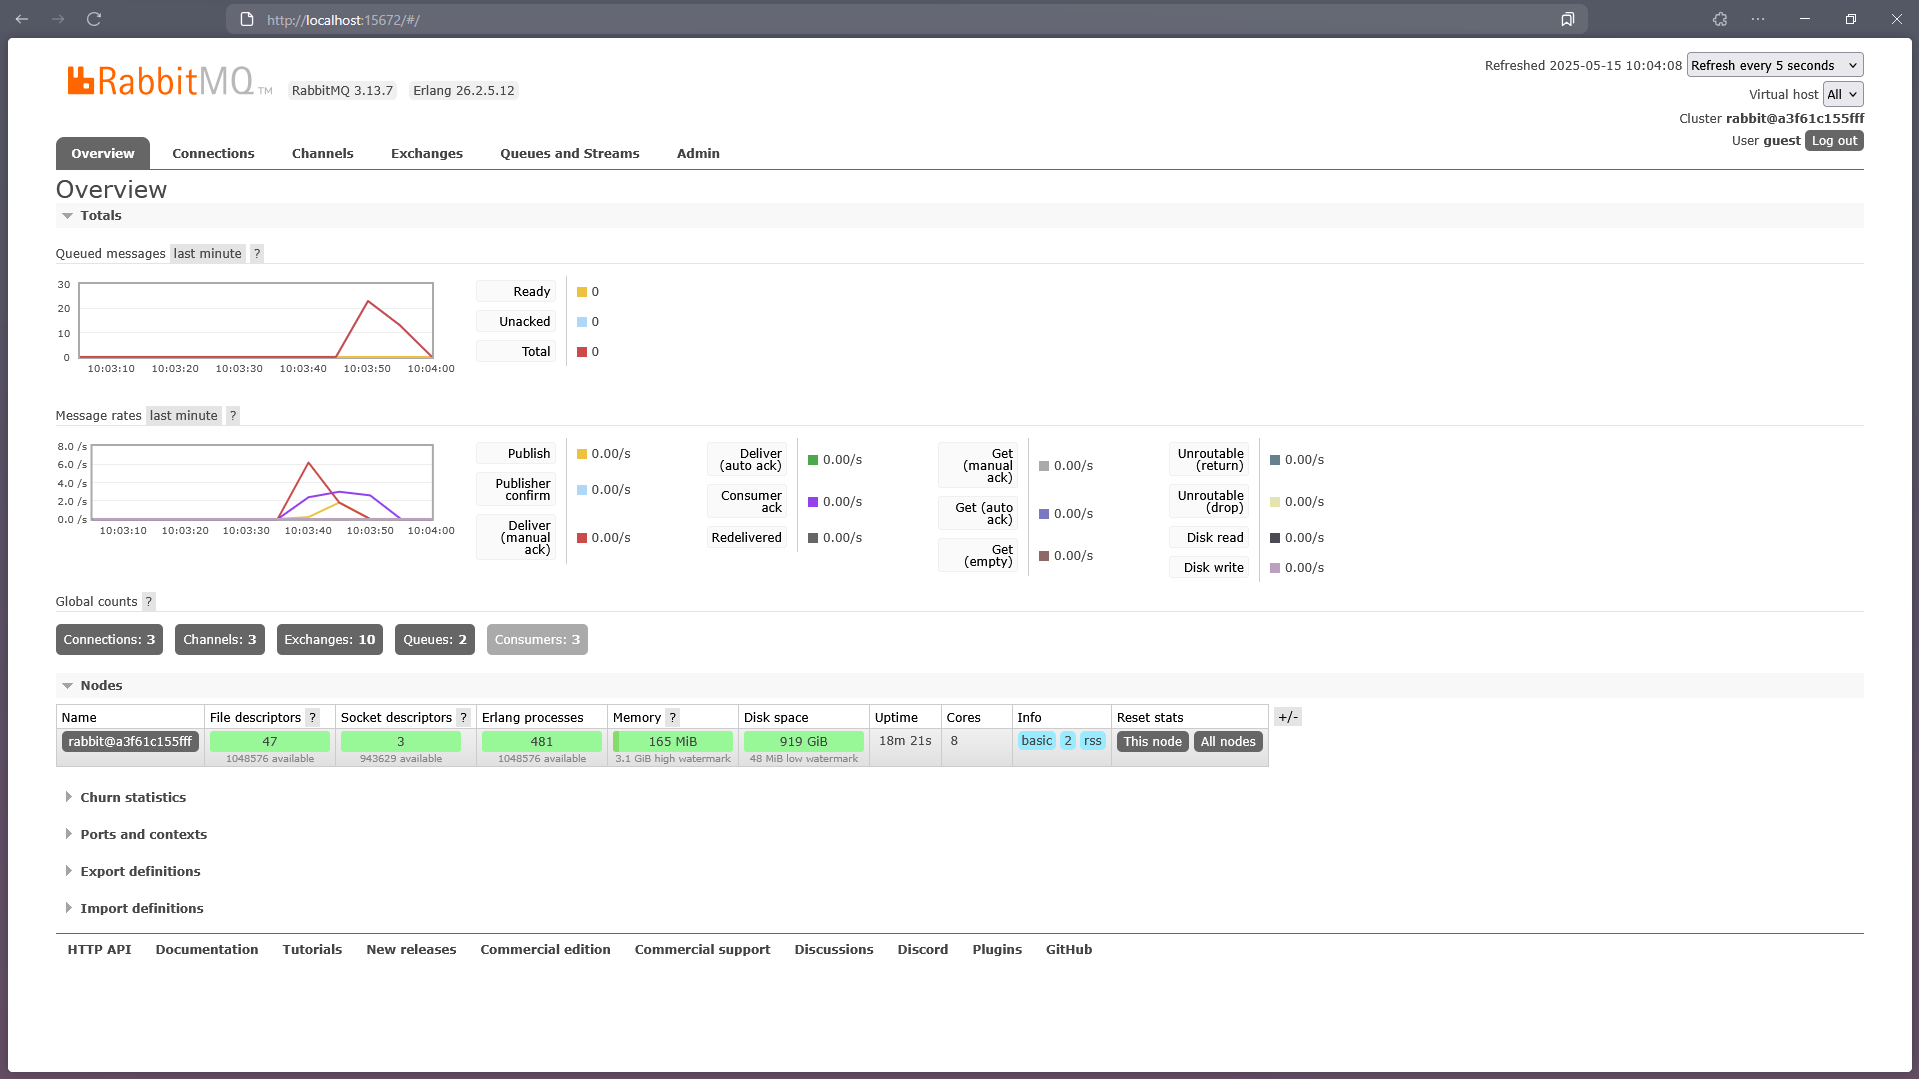 http://localhost:15672/#/
RabbitMQ TM RabbitMQ 3.13.7 Erlang 26.2.5.12
Refreshed 2025-05-15 10:04:08 Refresh every 5 seconds
Virtual host All
Cluster rabbit@a3f61c155fff
User guest Log out
Overview Connections Channels Exchanges Queues and Streams Admin
Overview
Totals
Queued messages last minute ?
30
20
10
0
10:03:10 10:03:20 10:03:30 10:03:40 10:03:50 10:04:00
Ready 0
Unacked 0
Total 0
Message rates last minute ?
8.0 /s
6.0 /s
4.0 /s
2.0 /s
0.0 /s
10:03:10 10:03:20 10:03:30 10:03:40 10:03:50 10:04:00
Publish 0.00/s
Publisher confirm 0.00/s
Deliver (manual ack) 0.00/s
Deliver (auto ack) 0.00/s
Consumer ack 0.00/s
Redelivered 0.00/s
Get (manual ack) 0.00/s
Get (auto ack) 0.00/s
Get (empty) 0.00/s
Unroutable (return) 0.00/s
Unroutable (drop) 0.00/s
Disk read 0.00/s
Disk write 0.00/s
Global counts ?
Connections: 3 Channels: 3 Exchanges: 10 Queues: 2 Consumers: 3
Nodes
Name File descriptors ? Socket descriptors ? Erlang processes Memory ? Disk space Uptime Cores Info Reset stats +/-
rabbit@a3f61c155fff 47 3 481 165 MiB 919 GiB 18m 21s 8 basic 2 rss This node All nodes
1048576 available 943629 available 1048576 available 3.1 GiB high watermark 48 MiB low watermark
Churn statistics
Ports and contexts
Export definitions
Import definitions
HTTP API Documentation Tutorials New releases Commercial edition Commercial support Discussions Discord Plugins GitHub